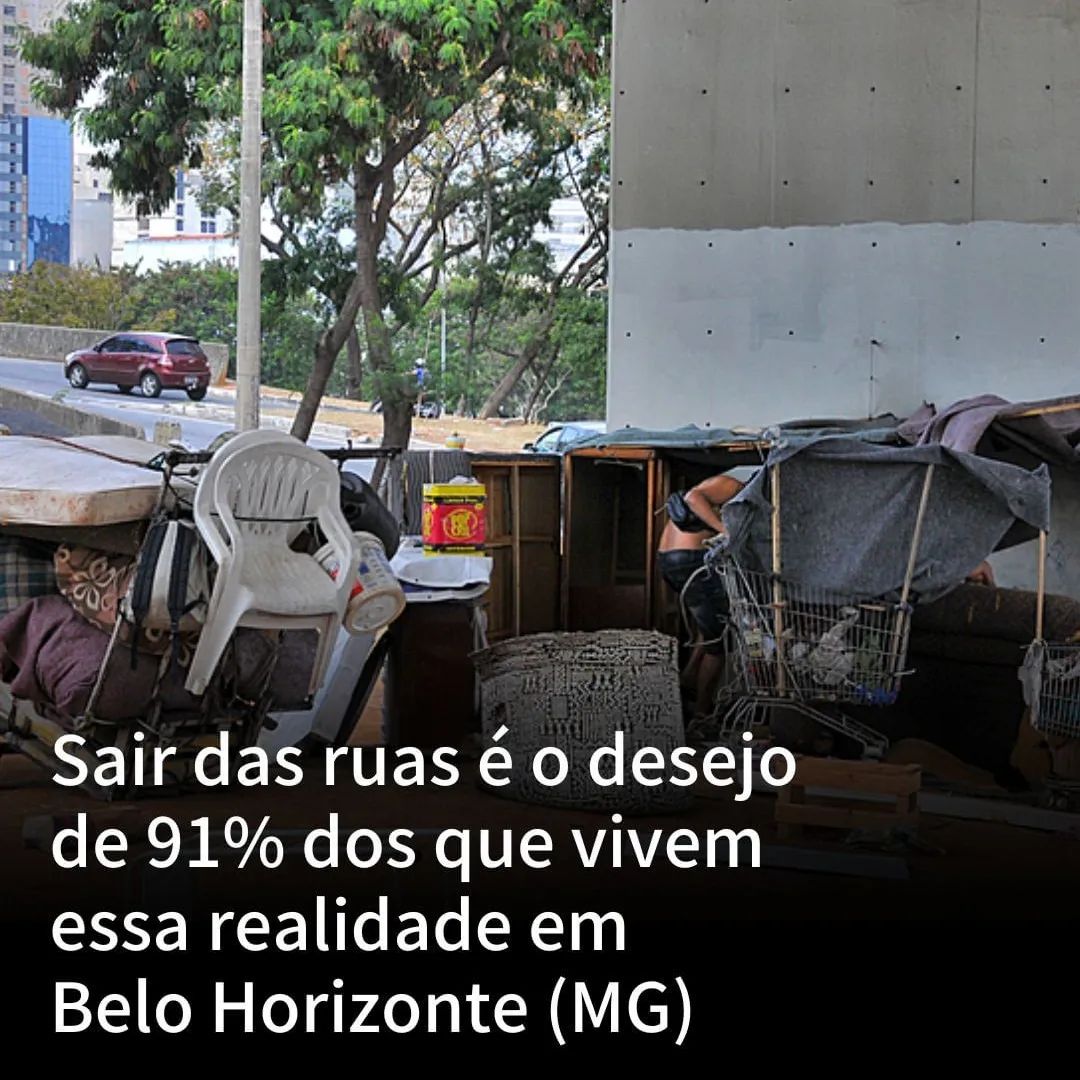 Sair das ruas é o desejo
de 91% dos que vivem
essa realidade em
Belo Horizonte (MG)